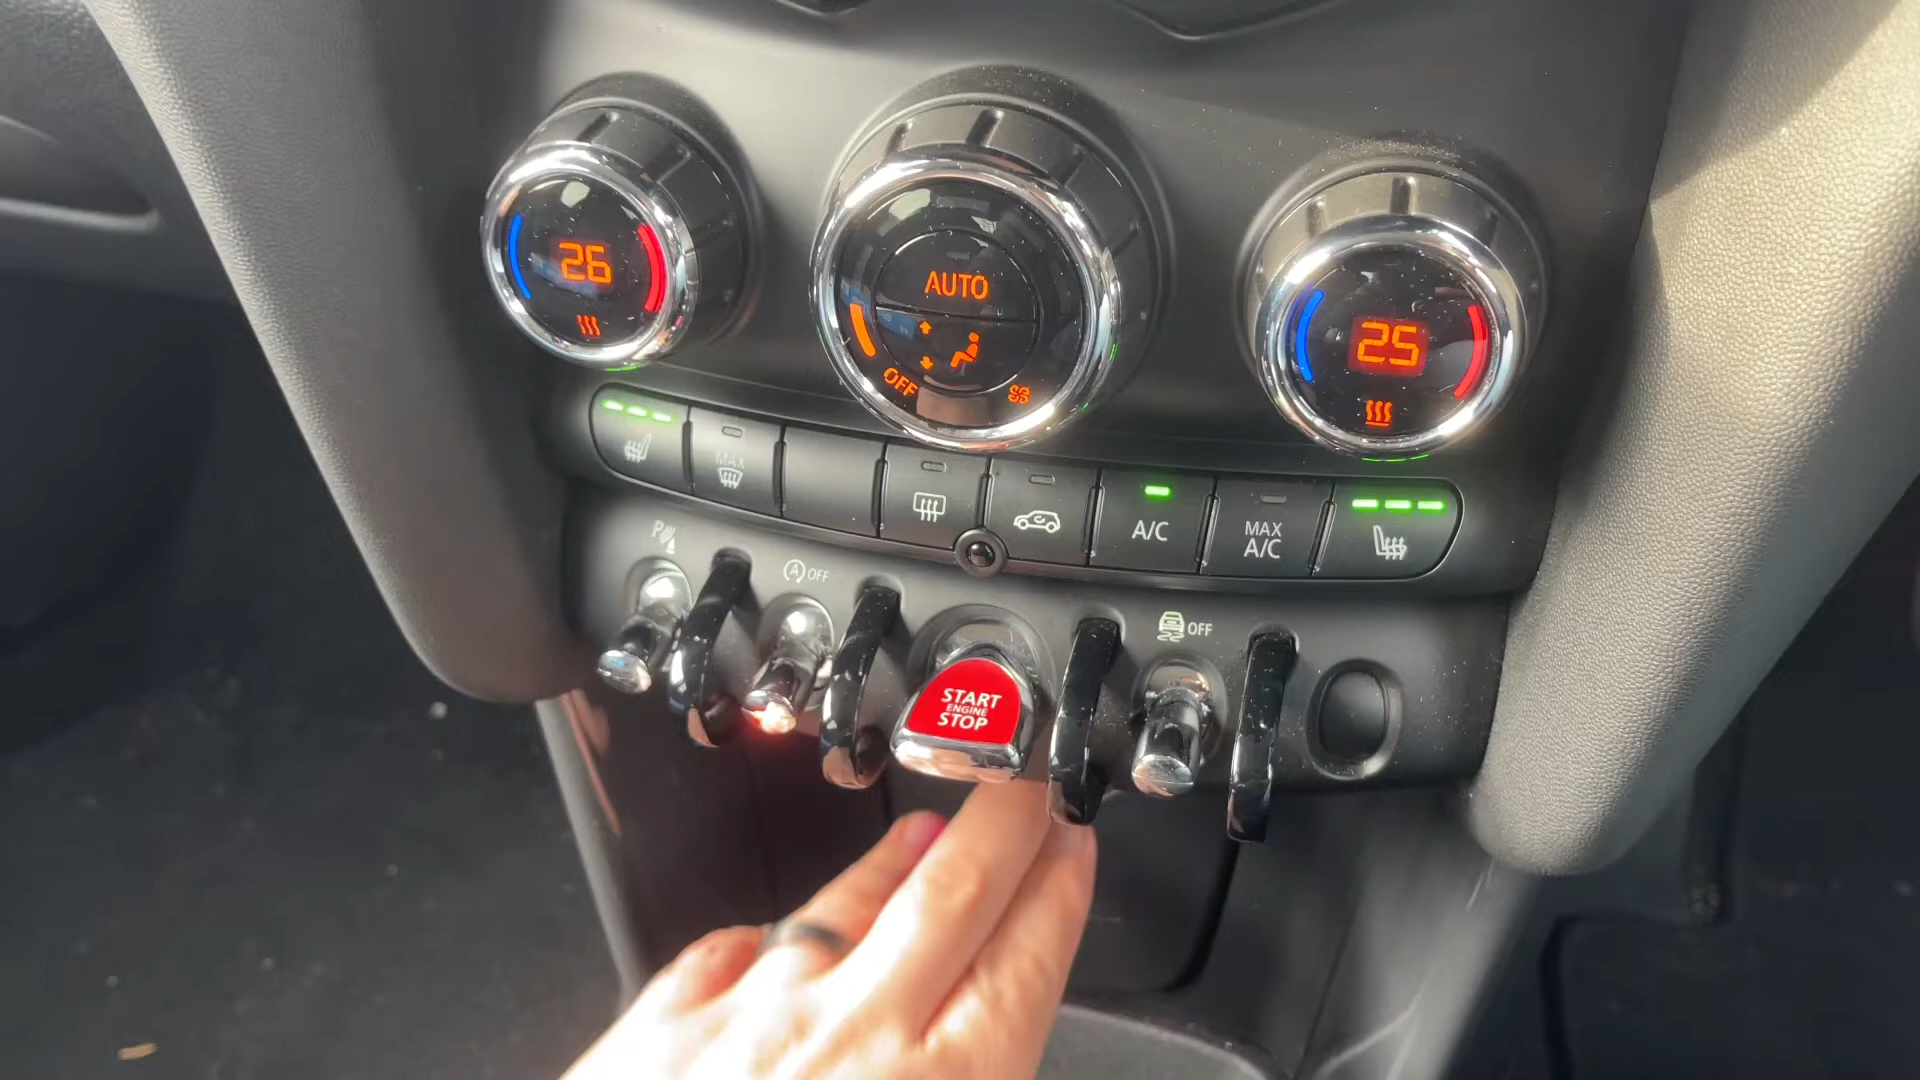 26
AUTO
OFF
25
MAX
A/C
MAX
A/C
P
A OFF
OFF
START
ENGINE
STOP